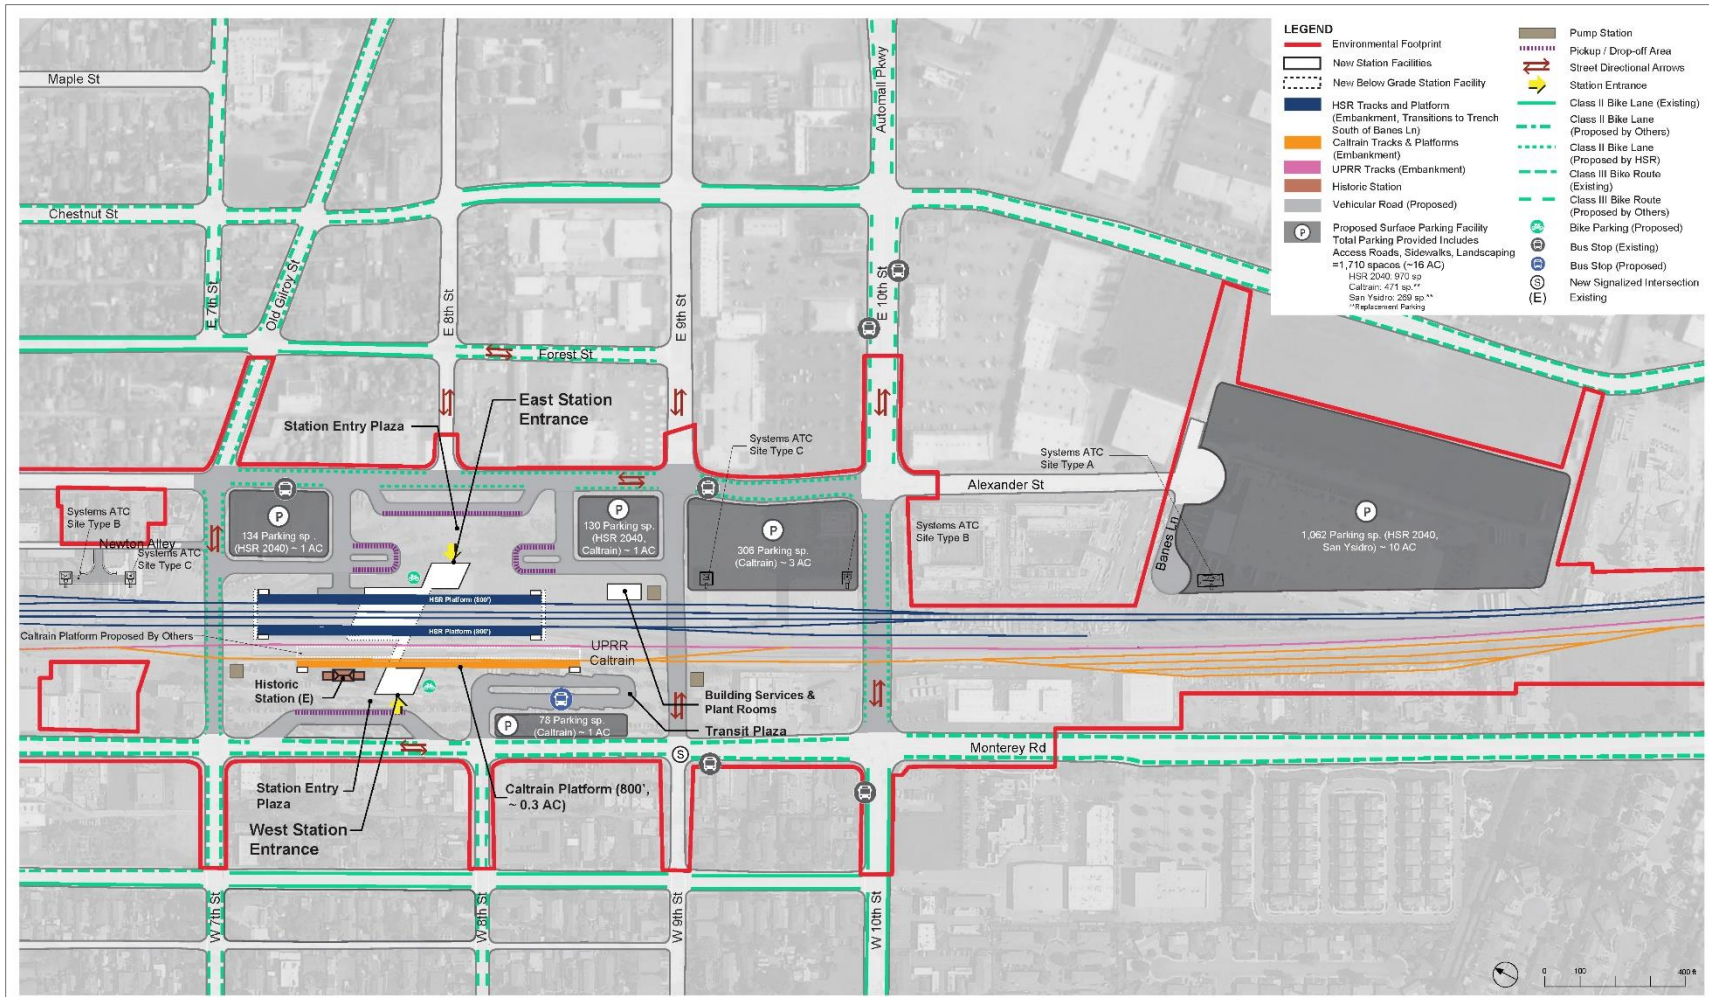 LEGEND
Environmental Footprint
New Station Facilities
New Below Grade Station Facility
HSR Tracks and Platform
(Embankment, Transitions to Trench
South of Banes Ln)
Caltrain Tracks & Platforms
(Embankment)
UPRR Tracks (Embankment)
Historic Station
Vehicular Road (Proposed)
P
Proposed Surface Parking Facility
Total Parking Provided Includes
Access Roads, Sidewalks, Landscaping
=1,710 spaces (~16 AC)
HSR 2040: 970 sp
Caltrain: 471 sp.**
San Ysidro: 269 sp.**
**Replacement Parking
Pump Station
Pickup / Drop-off Area
Street Directional Arrows
Station Entrance
Class II Bike Lane (Existing)
Class II Bike Lane
(Proposed by Others)
Class II Bike Lane
(Proposed by HSR)
Class III Bike Route
(Existing)
Class III Bike Route
(Proposed by Others)
Bike Parking (Proposed)
Bus Stop (Existing)
Bus Stop (Proposed)
S
New Signalized Intersection
(E)
Existing
Maple St
Chestnut St
E 7th St
Old Gilroy St
E 8th St
E 9th St
Automall Pkwy
E 10th St
Forest St
East Station
Entrance
Station Entry Plaza
Systems ATC
Site Type C
Systems ATC
Site Type A
Alexander St
Systems ATC
Site Type B
Newton Alley
Systems ATC
Site Type C
P
134 Parking sp.
(HSR 2040) ~ 1 AC
P
130 Parking sp.
(HSR 2040,
Caltrain) ~ 1 AC
P
306 Parking sp.
(Caltrain) ~ 3 AC
Systems ATC
Site Type B
Banes Ln
P
1,062 Parking sp. (HSR 2040,
San Ysidro) ~ 10 AC
HSR Platform (800')
HSR Platform (800')
Caltrain Platform Proposed By Others
UPRR
Caltrain
Historic
Station (E)
Building Services &
Plant Rooms
P
78 Parking sp.
(Caltrain) ~ 1 AC
Transit Plaza
S
Monterey Rd
Station Entry
Plaza
Caltrain Platform (800',
~ 0.3 AC)
West Station
Entrance
W 7th St
W 8th St
W 9th St
W 10th St
0 100 400 ft